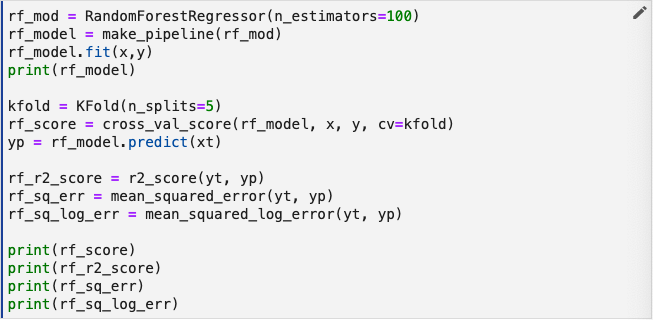 rf_mod = RandomForestRegressor(n_estimators=100)
rf_model = make_pipeline(rf_mod)
rf_model.fit(x,y)
print(rf_model)
kfold = KFold(n_splits=5)
rf_score = cross_val_score(rf_model, x, y, cv=kfold)
yp = rf_model.predict(xt)
rf_r2_score = r2_score(yt, yp)
rf_sq_err = mean_squared_error(yt, yp)
rf_sq_log_err = mean_squared_log_error(yt, yp)
print(rf_score)
print(rf_r2_score)
print(rf_sq_err)
print(rf_sq_log_err)